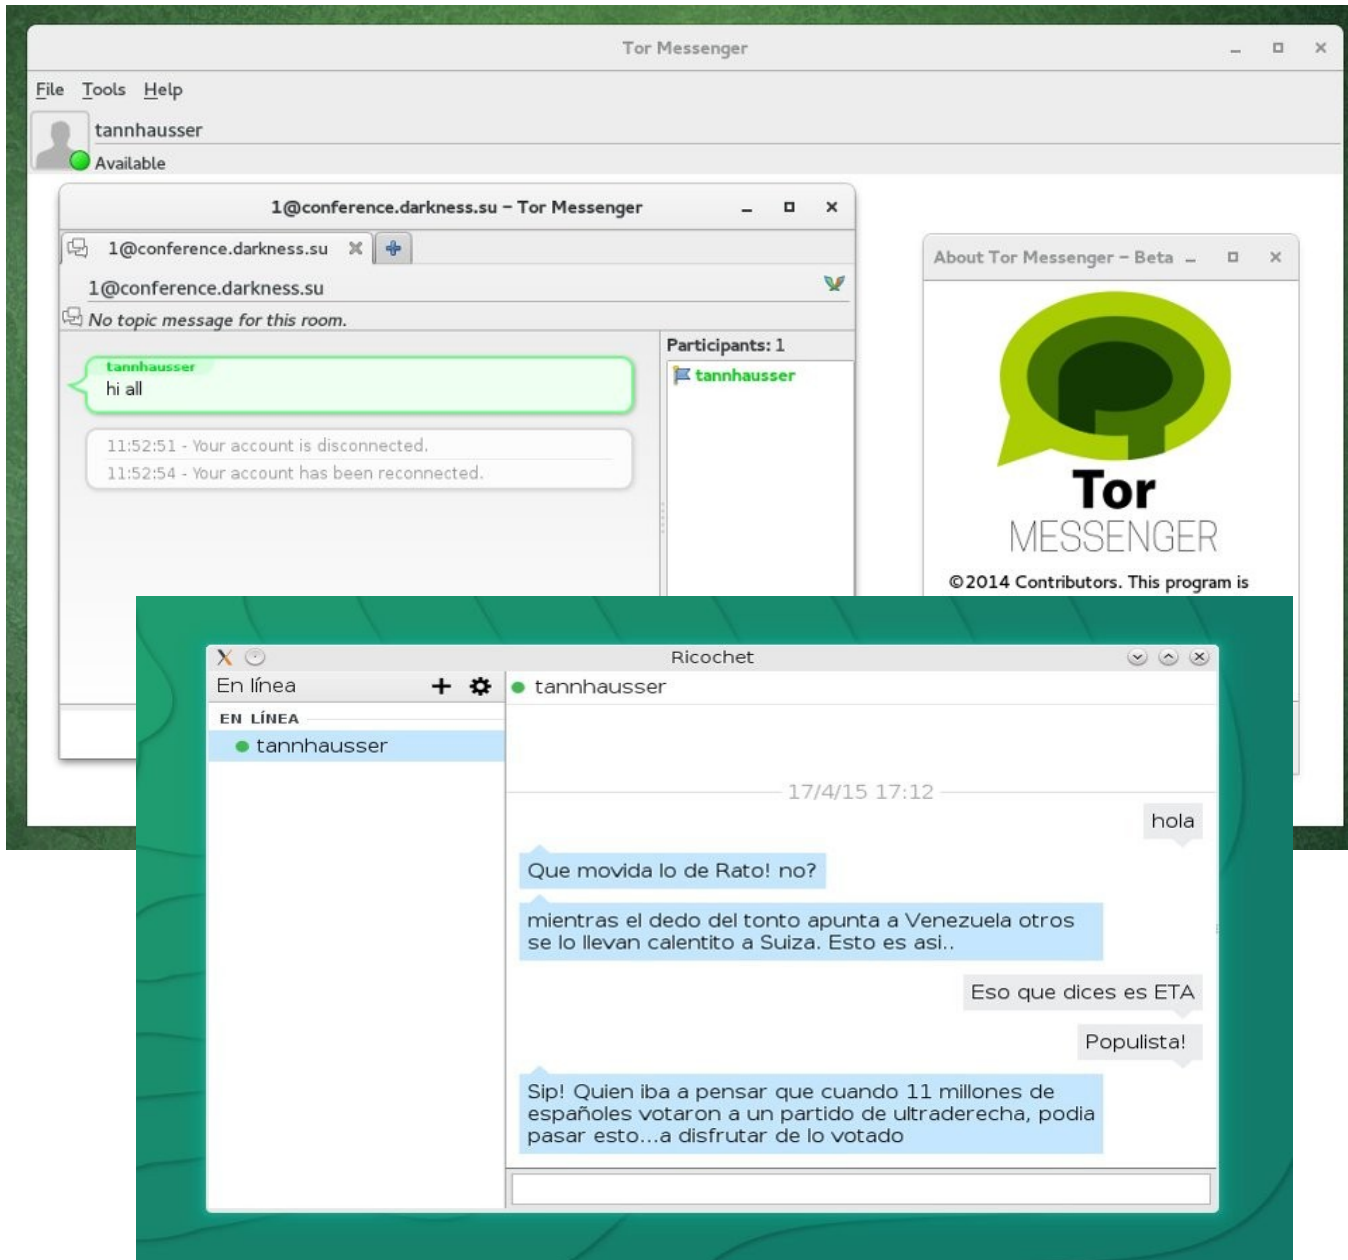 Tor Messenger
File Tools Help
tannhausser
Available
1@conference.darkness.su – Tor Messenger
1@conference.darkness.su
1@conference.darkness.su
No topic message for this room.
tannhausser
hi all
11:52:51 - Your account is disconnected.
11:52:54 - Your account has been reconnected.
Participants: 1
tannhausser
About Tor Messenger – Beta
Tor
MESSENGER
©2014 Contributors. This program is
Ricochet
En línea
EN LÍNEA
tannhausser
tannhausser
17/4/15 17:12
hola
Que movida lo de Rato! no?
mientras el dedo del tonto apunta a Venezuela otros
se lo llevan calentito a Suiza. Esto es asi..
Eso que dices es ETA
Populista!
Sip! Quien iba a pensar que cuando 11 millones de
españoles votaron a un partido de ultraderecha, podia
pasar esto...a disfrutar de lo votado